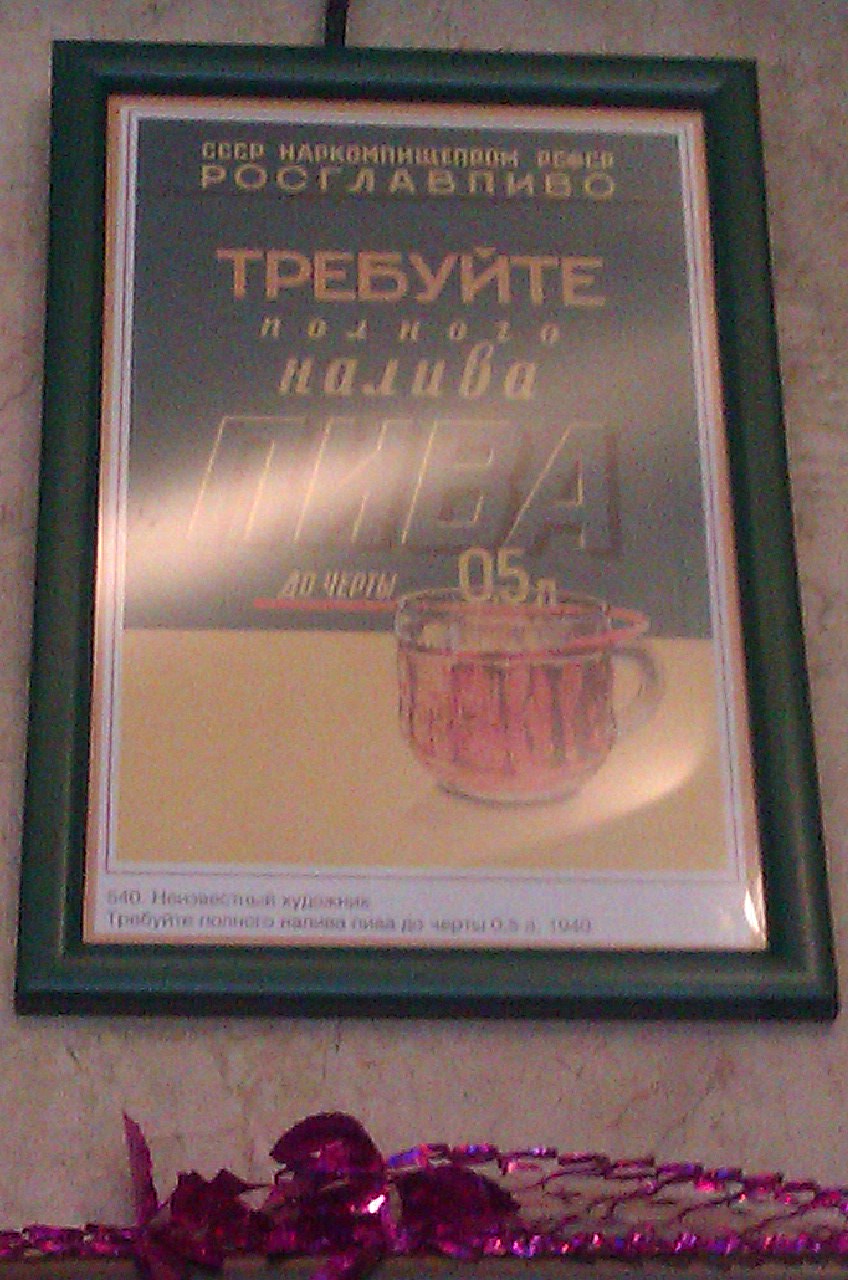 СССР НАРКОМПИЩЕПРОМ РСФСР
РОСГЛАВПИВО
ТРЕБУЙТЕ
полного
налива
ПИВА
ДО ЧЕРТЫ 0,5 л
640. Неизвестный художник
Требуйте полного налива пива до черты 0,5 л. 1940